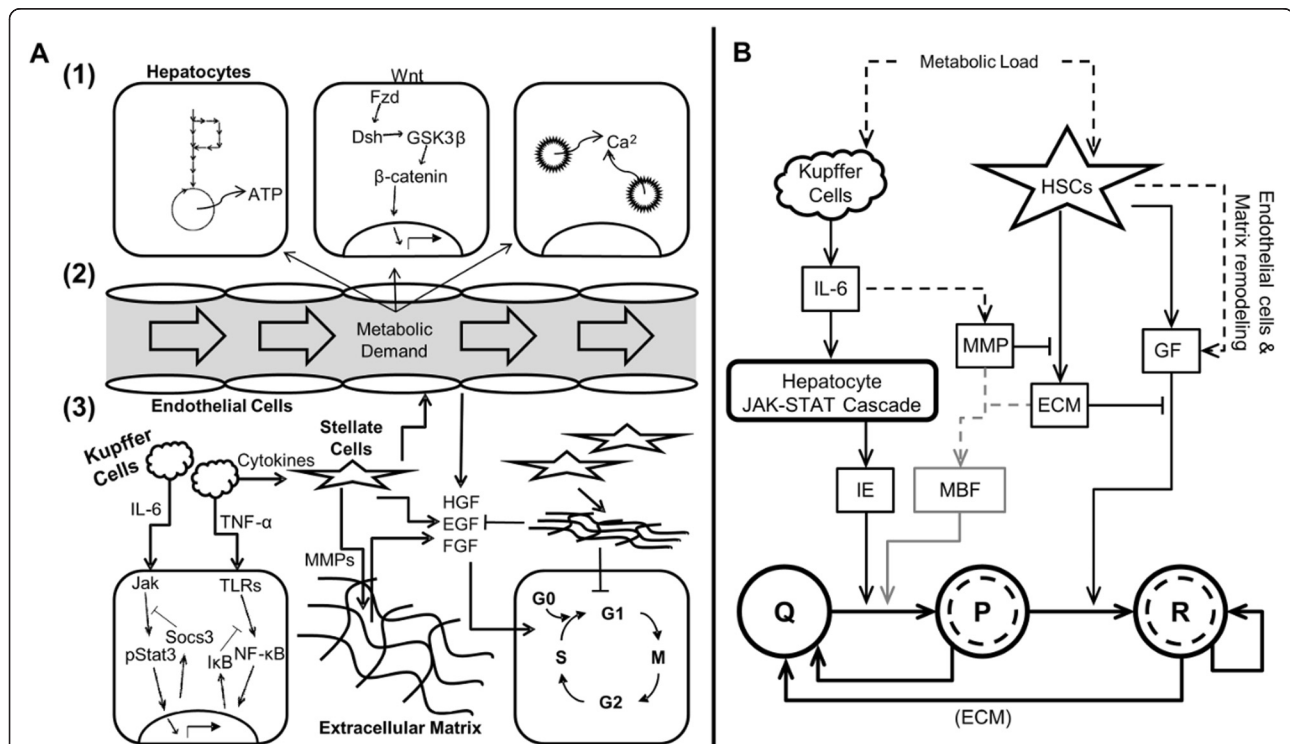 A
(1)
Hepatocytes
ATP
Wnt
Fzd
Dsh
GSK3β
β-catenin
Ca²
(2)
Metabolic
Demand
Endothelial Cells
(3)
Kupffer
Cells
Cytokines
Stellate
Cells
IL-6
TNF-α
HGF
EGF
FGF
MMPs
Jak
TLRs
Socs3
pStat3
IκB
NF-κB
Extracellular Matrix
G0
G1
S
M
G2
B
Metabolic Load
Kupffer
Cells
HSCs
Endothelial cells &
Matrix remodeling
IL-6
MMP
GF
Hepatocyte
JAK-STAT Cascade
ECM
IE
MBF
Q
P
R
(ECM)